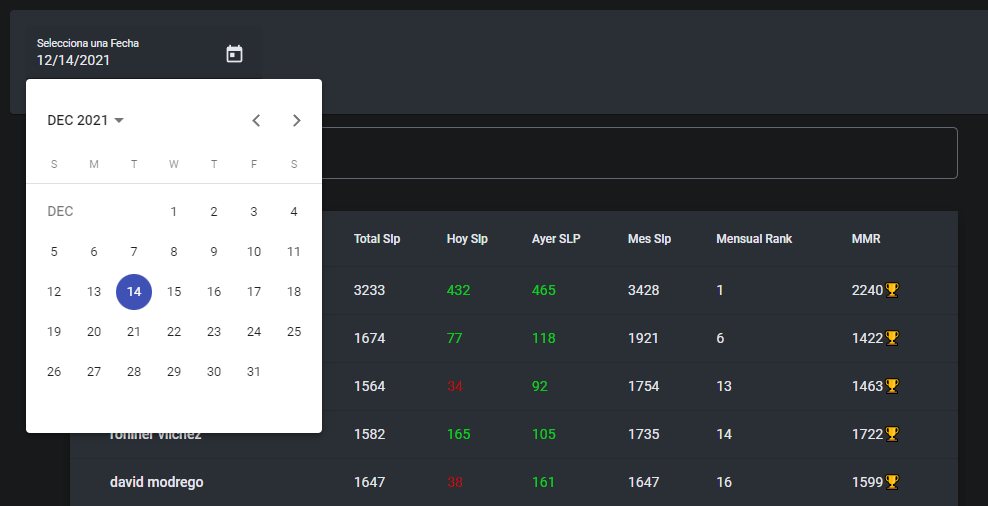 Selecciona una Fecha
12/14/2021
DEC 2021
S M T W T F S
DEC 1 2 3 4
5 6 7 8 9 10 11
12 13 14 15 16 17 18
19 20 21 22 23 24 25
26 27 28 29 30 31
Total Slp Hoy Slp Ayer SLP Mes Slp Mensual Rank MMR
3233 432 465 3428 1 2240
1674 77 118 1921 6 1422
1564 34 92 1754 13 1463
1582 165 105 1735 14 1722
david modrego 1647 38 161 1647 16 1599